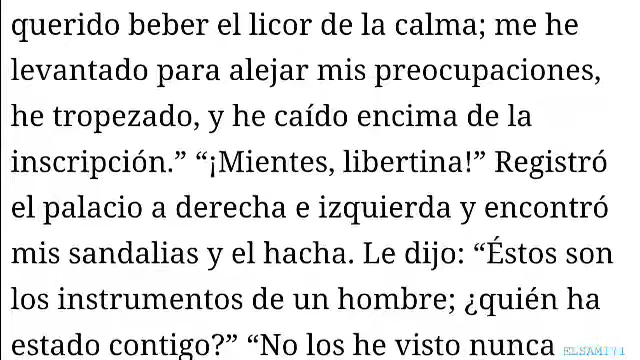 querido beber el licor de la calma; me he
levantado para alejar mis preocupaciones,
he tropezado, y he caído encima de la
inscripción.” “¡Mientes, libertina!” Registró
el palacio a derecha e izquierda y encontró
mis sandalias y el hacha. Le dijo: “Éstos son
los instrumentos de un hombre; ¿quién ha
estado contigo?” “No los he visto nunca
ELSAMI71